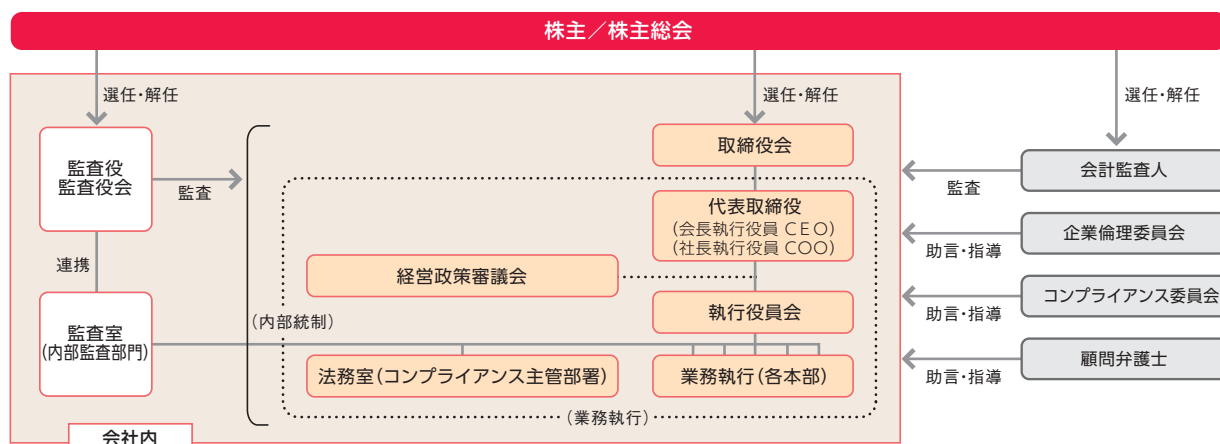 株主／株主総会
選任・解任
選任・解任
選任・解任
監査役
監査役会
監査
取締役会
会計監査人
監査
代表取締役
(会長執行役員 CEO)
(社長執行役員 COO)
企業倫理委員会
助言・指導
連携
経営政策審議会
コンプライアンス委員会
助言・指導
執行役員会
監査室
(内部監査部門)
(内部統制)
法務室(コンプライアンス主管部署)
業務執行(各本部)
顧問弁護士
助言・指導
(業務執行)
会社内